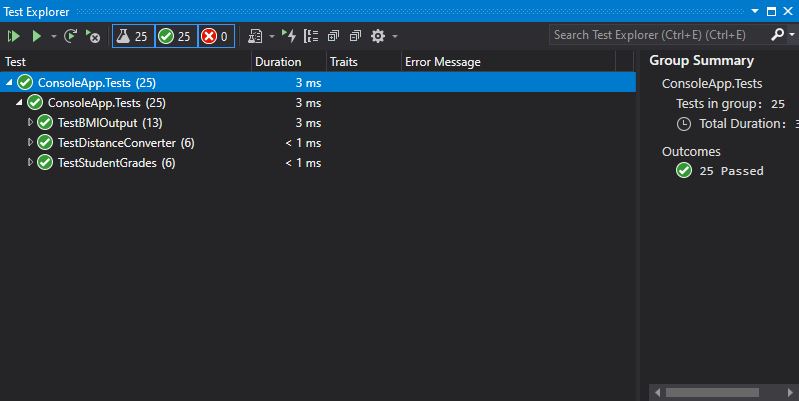 Test Explorer
25 25 0
Search Test Explorer (Ctrl+E) (Ctrl+E)
Test Duration Traits Error Message
ConsoleApp.Tests (25) 3 ms
ConsoleApp.Tests (25) 3 ms
TestBMIOutput (13) 3 ms
TestDistanceConverter (6) < 1 ms
TestStudentGrades (6) < 1 ms
Group Summary
ConsoleApp.Tests
Tests in group: 25
Total Duration: 3
Outcomes
25 Passed